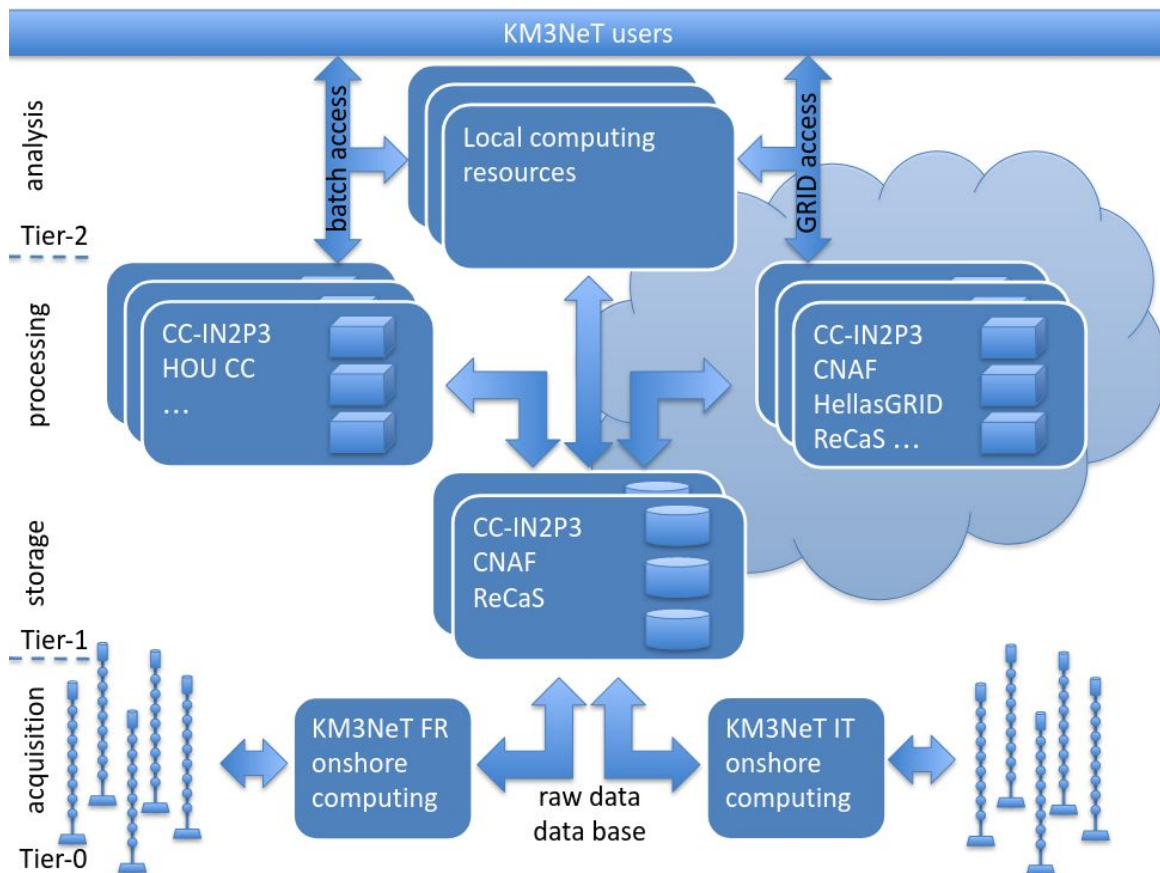 KM3NeT users
analysis
batch access
Local computing
resources
GRID access
Tier-2
processing
CC-IN2P3
HOU CC
...
CC-IN2P3
CNAF
HellasGRID
ReCaS ...
storage
CC-IN2P3
CNAF
ReCaS
Tier-1
acquisition
KM3NeT FR
onshore
computing
raw data
data base
KM3NeT IT
onshore
computing
Tier-0